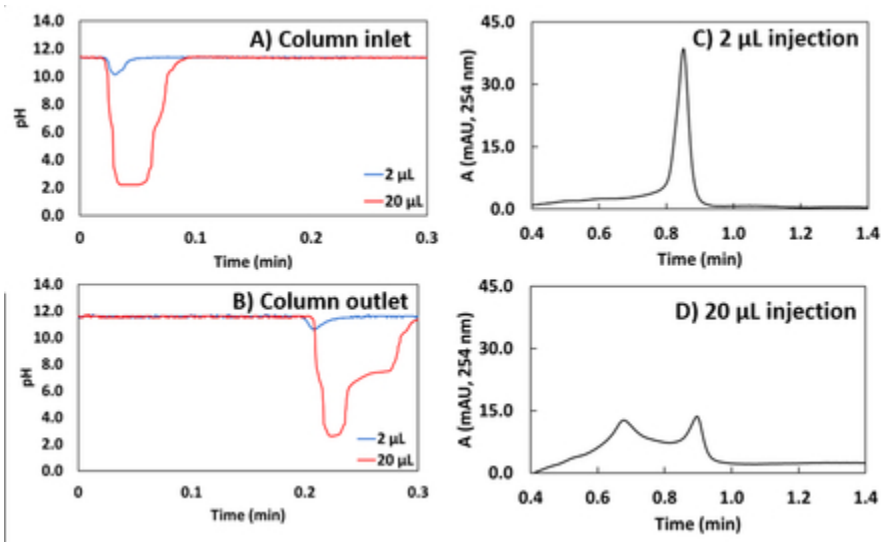 A) Column inlet
14.0
12.0
10.0
8.0
6.0
4.0
2.0
0.0
pH
2 µL
20 µL
0
0.1
0.2
0.3
Time (min)
C) 2 µL injection
45.0
30.0
15.0
0.0
A (mAU, 254 nm)
0.4
0.6
0.8
1.0
1.2
1.4
Time (min)
B) Column outlet
14.0
12.0
10.0
8.0
6.0
4.0
2.0
0.0
pH
2 µL
20 µL
0
0.1
0.2
0.3
Time (min)
D) 20 µL injection
45.0
30.0
15.0
0.0
A (mAU, 254 nm)
0.4
0.6
0.8
1.0
1.2
1.4
Time (min)